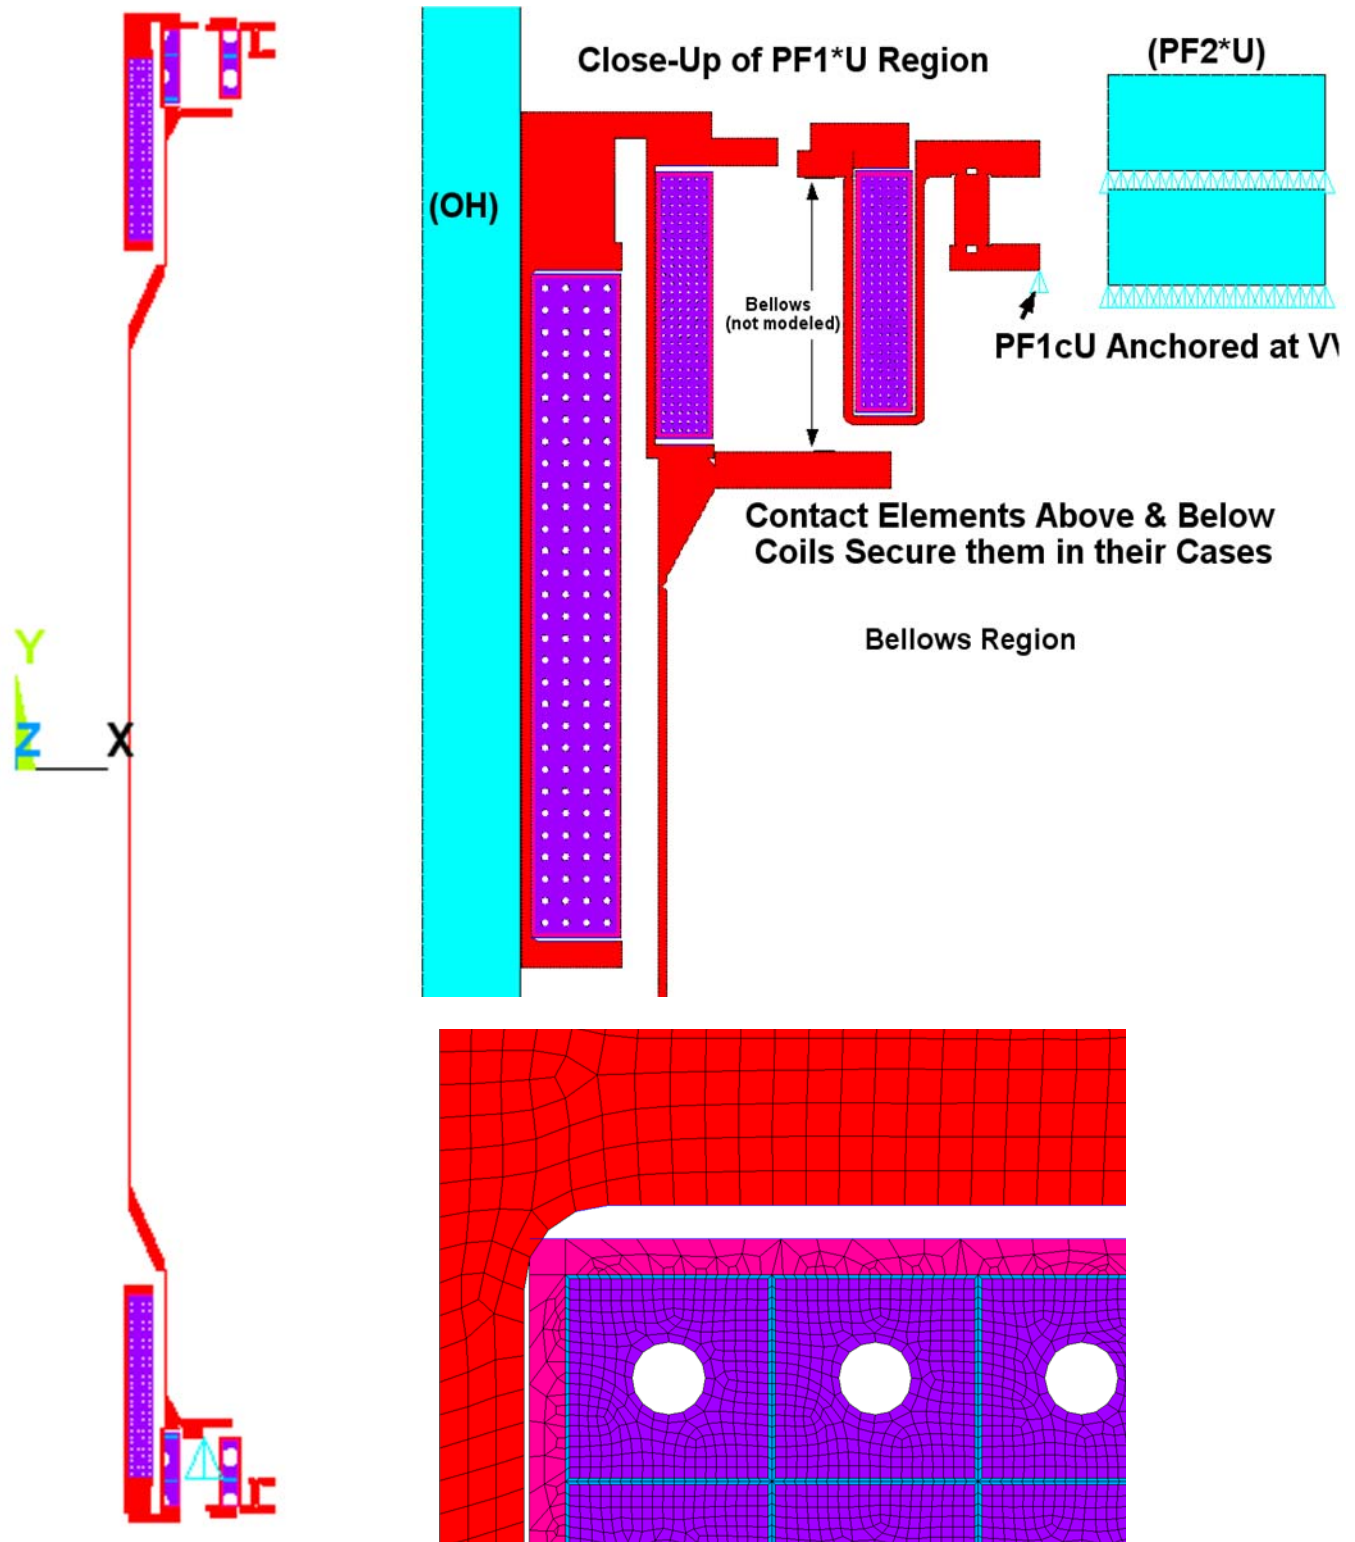 Close-Up of PF1*U Region
(PF2*U)
(OH)
Bellows
(not modeled)
PF1cU Anchored at VV
Contact Elements Above & Below
Coils Secure them in their Cases
Bellows Region
Y
Z
X